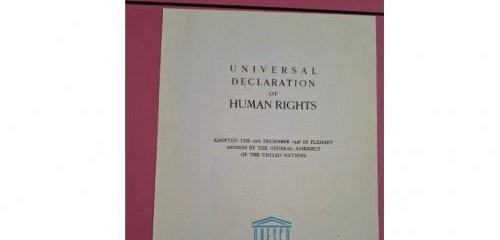 UNIVERSAL
DECLARATION
OF
HUMAN RIGHTS
ADOPTED THE 10th DECEMBER 1948 IN PLENARY
SESSION BY THE GENERAL ASSEMBLY
OF THE UNITED NATIONS
UNESCO